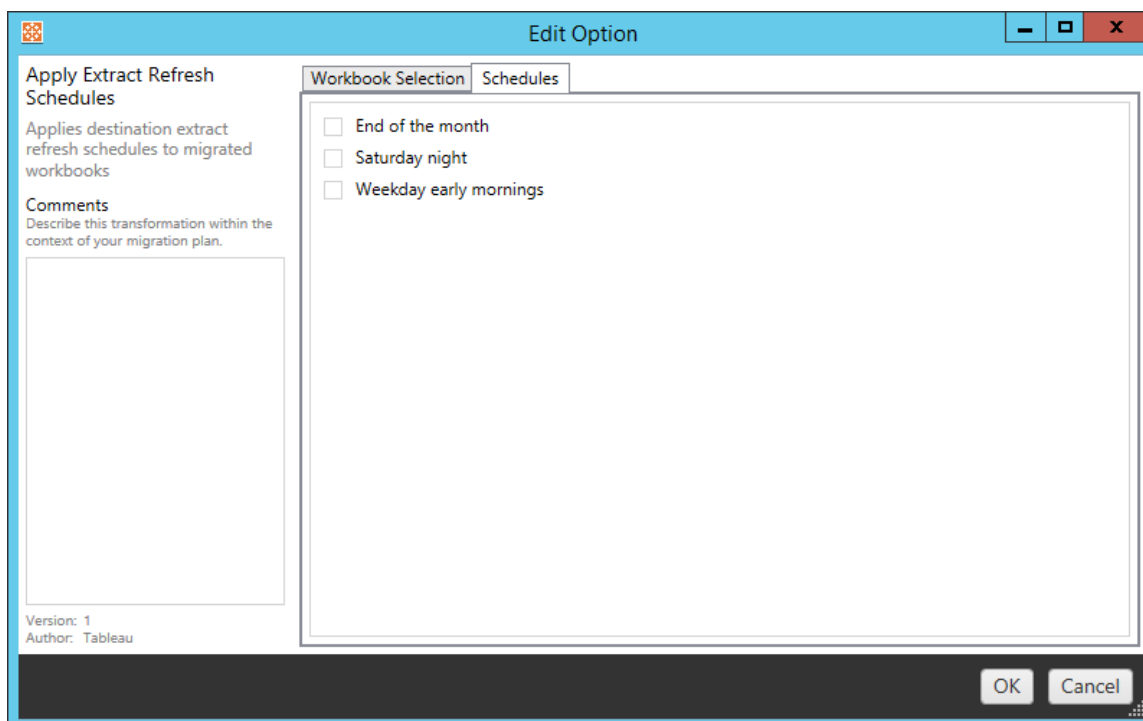 Edit Option
Apply Extract Refresh
Schedules
Applies destination extract
refresh schedules to migrated
workbooks
Comments
Describe this transformation within the
context of your migration plan.
Version: 1
Author: Tableau
Workbook Selection
Schedules
End of the month
Saturday night
Weekday early mornings
OK
Cancel